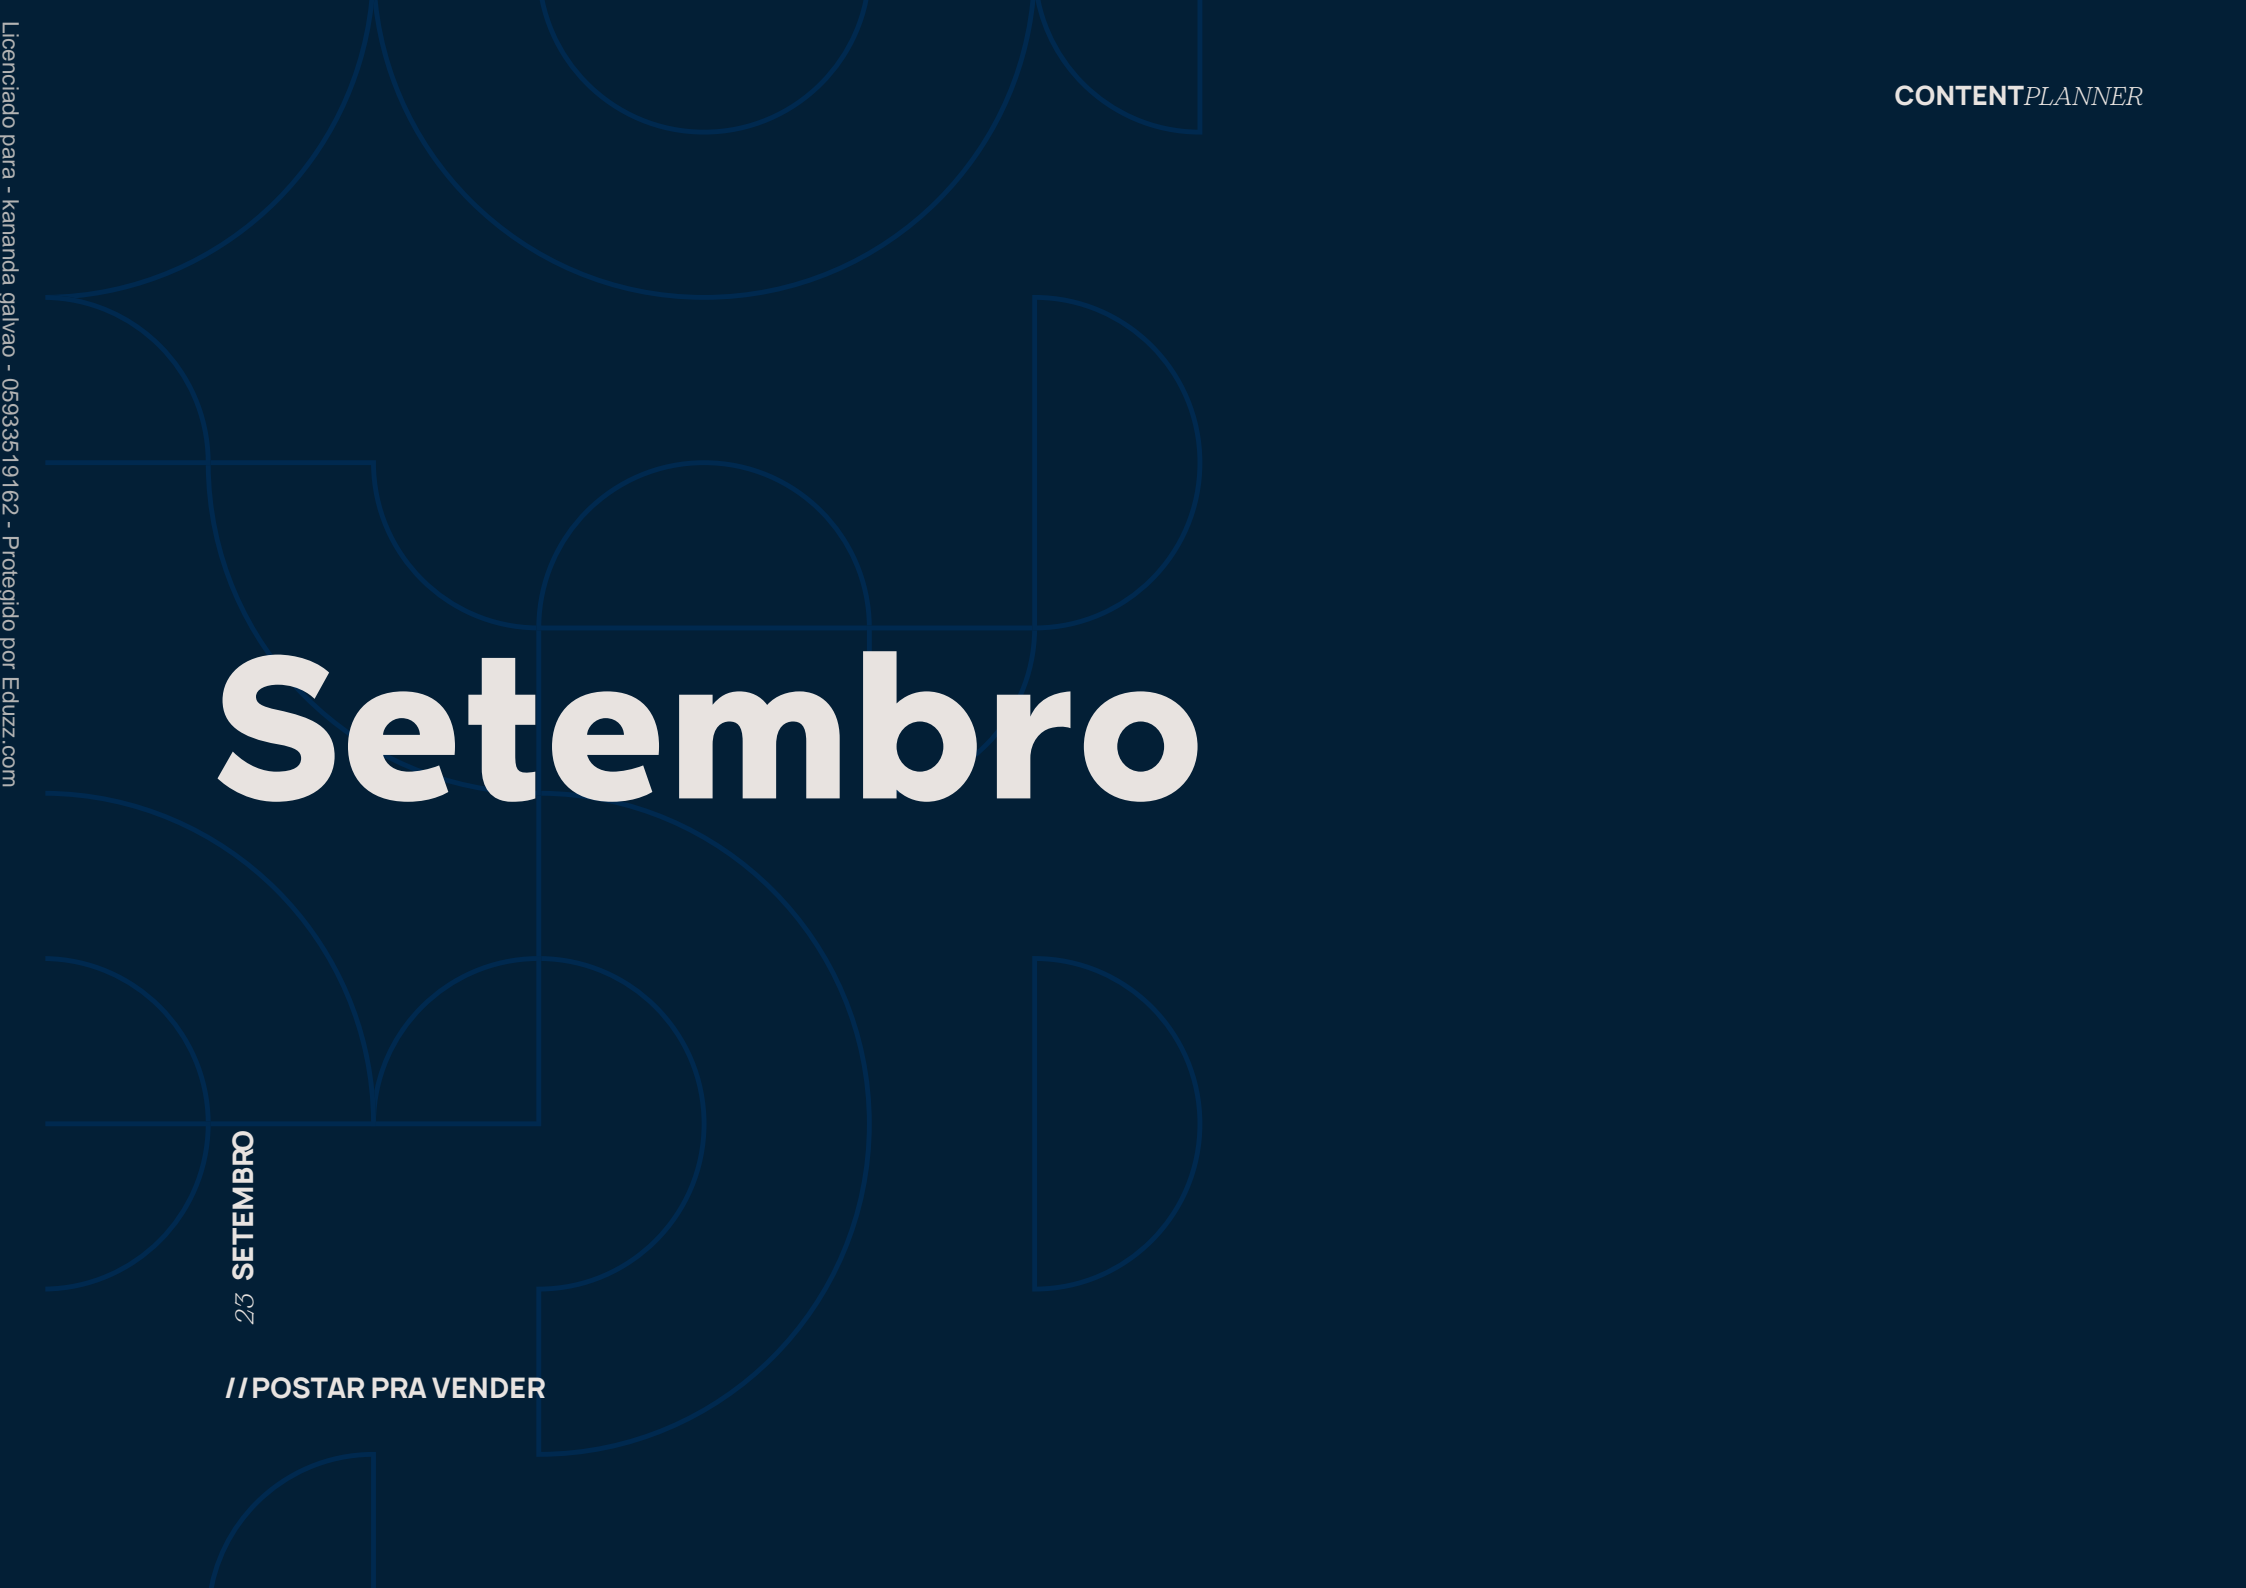 Licenciado para - kananda galvao - 05933519162 - Protegido por Eduzz.com
CONTENTPLANNER
Setembro
23 SETEMBRO
//POSTAR PRA VENDER